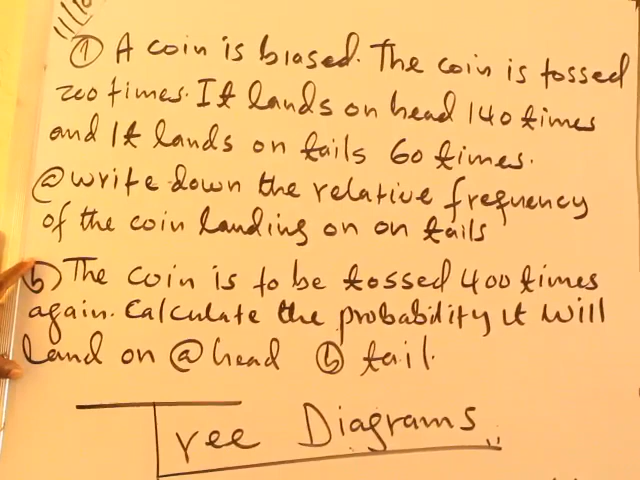 ① A coin is biased. The coin is tossed
200 times. It lands on head 140 times
and It lands on tails 60 times.
ⓐ write down the relative frequency
of the coin landing on on tails
ⓑ The coin is to be tossed 400 times
again. Calculate the probability it will
land on ⓐ head ⓑ tail.
Tree Diagrams